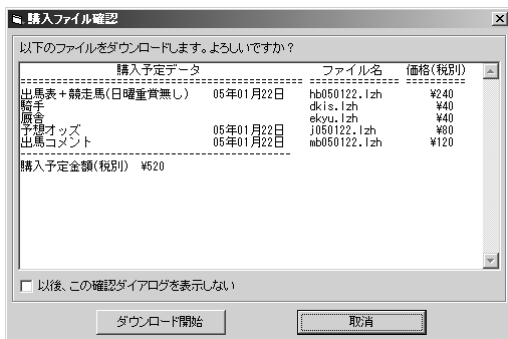 購入ファイル確認
以下のファイルをダウンロードします。よろしいですか?
購入予定データ ファイル名 価格(税別)
================================================ ============ ==========
出馬表+競走馬(日曜重賞無し) 05年01月22日 hb050122.lzh ¥240
騎手 dkis.lzh ¥40
厩舎 ekyu.lzh ¥40
予想オッズ 05年01月22日 j050122.lzh ¥80
出馬コメント 05年01月22日 mb050122.lzh ¥120
------------------------------------------------
購入予定金額(税別) ¥520
以後、この確認ダイアログを表示しない
ダウンロード開始 取消